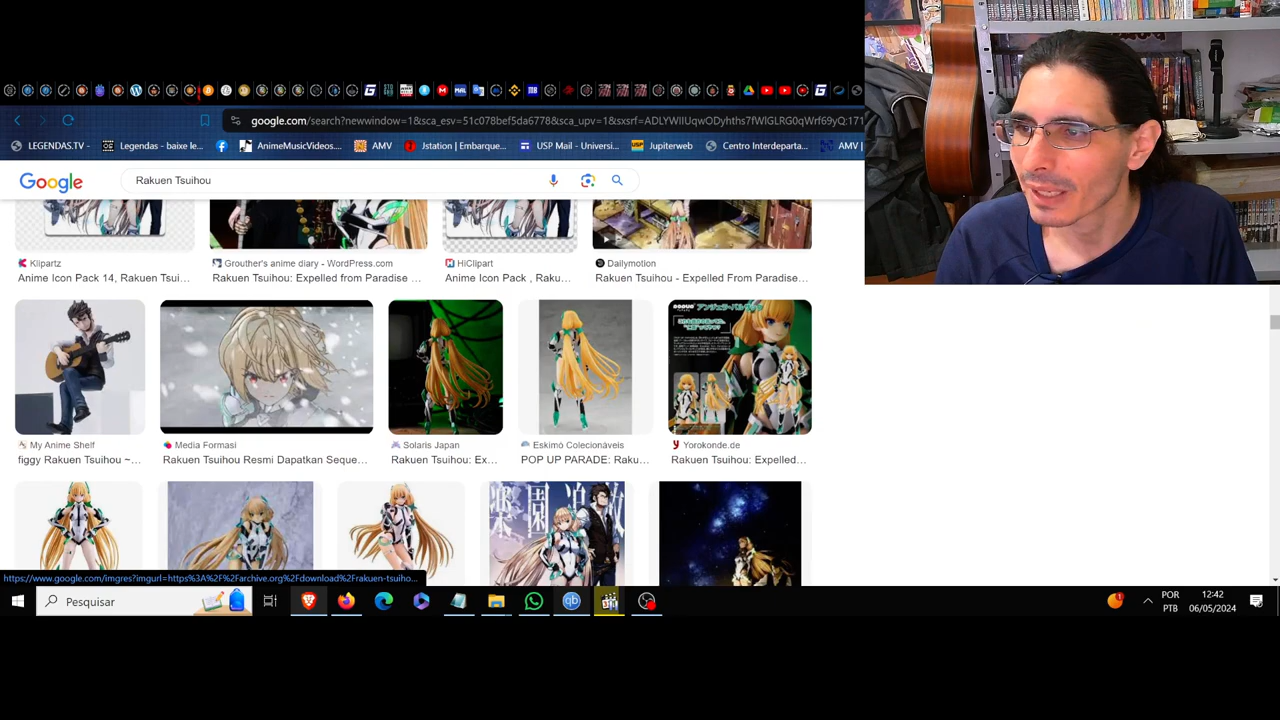 google.com/search?newwindow=1&sca_esv=51c078bef5da6778&sca_upv=1&sxsrf=ADLYWIIUqwODyhths7fWlGLRG0qWrf69yQ:171
LEGENDAS.TV -
Legendas - baixe le...
AnimeMusicVideos....
AMV
Jstation | Embarque...
USP Mail - Universi...
Jupiterweb
Centro Interdeparta...
AMV |
Google
Rakuen Tsuihou
Klipartz
Anime Icon Pack 14, Rakuen Tsui...
Grouther's anime diary - WordPress.com
Rakuen Tsuihou: Expelled from Paradise ...
HiClipart
Anime Icon Pack , Raku...
Dailymotion
Rakuen Tsuihou - Expelled From Paradise...
My Anime Shelf
figgy Rakuen Tsuihou ~...
Media Formasi
Rakuen Tsuihou Resmi Dapatkan Seque...
Solaris Japan
Rakuen Tsuihou: Ex...
Eskimó Colecionáveis
POP UP PARADE: Raku...
Yorokonde.de
Rakuen Tsuihou: Expelled...
楽園追放
https://www.google.com/imgres?imgurl=https%3A%2F%2Farchive.org%2Fdownload%2Frakuen-tsuiho...
Pesquisar
POR
PTB
12:42
06/05/2024